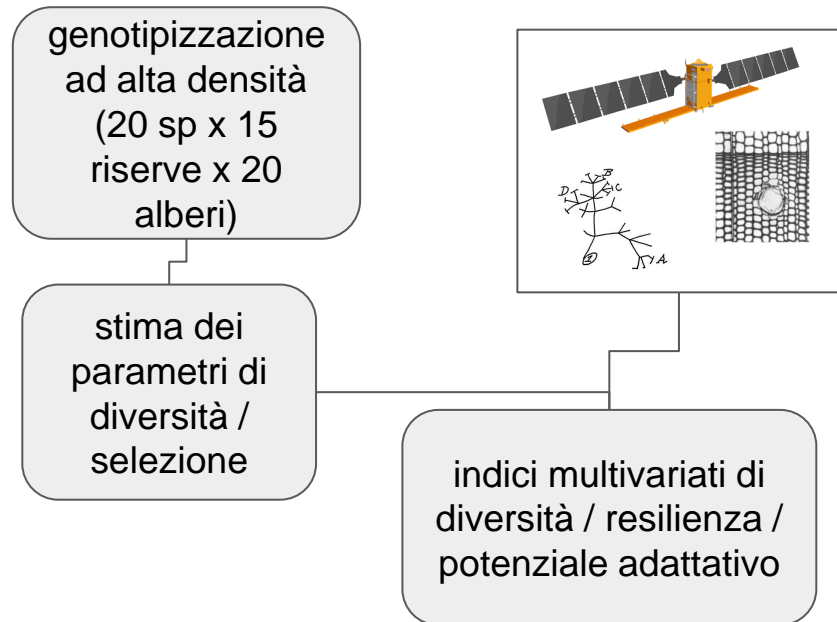 genotipizzazione
ad alta densità
(20 sp x 15
riserve x 20
alberi)
B
D
C
A
1
stima dei
parametri di
diversità /
selezione
indici multivariati di
diversità / resilienza /
potenziale adattativo